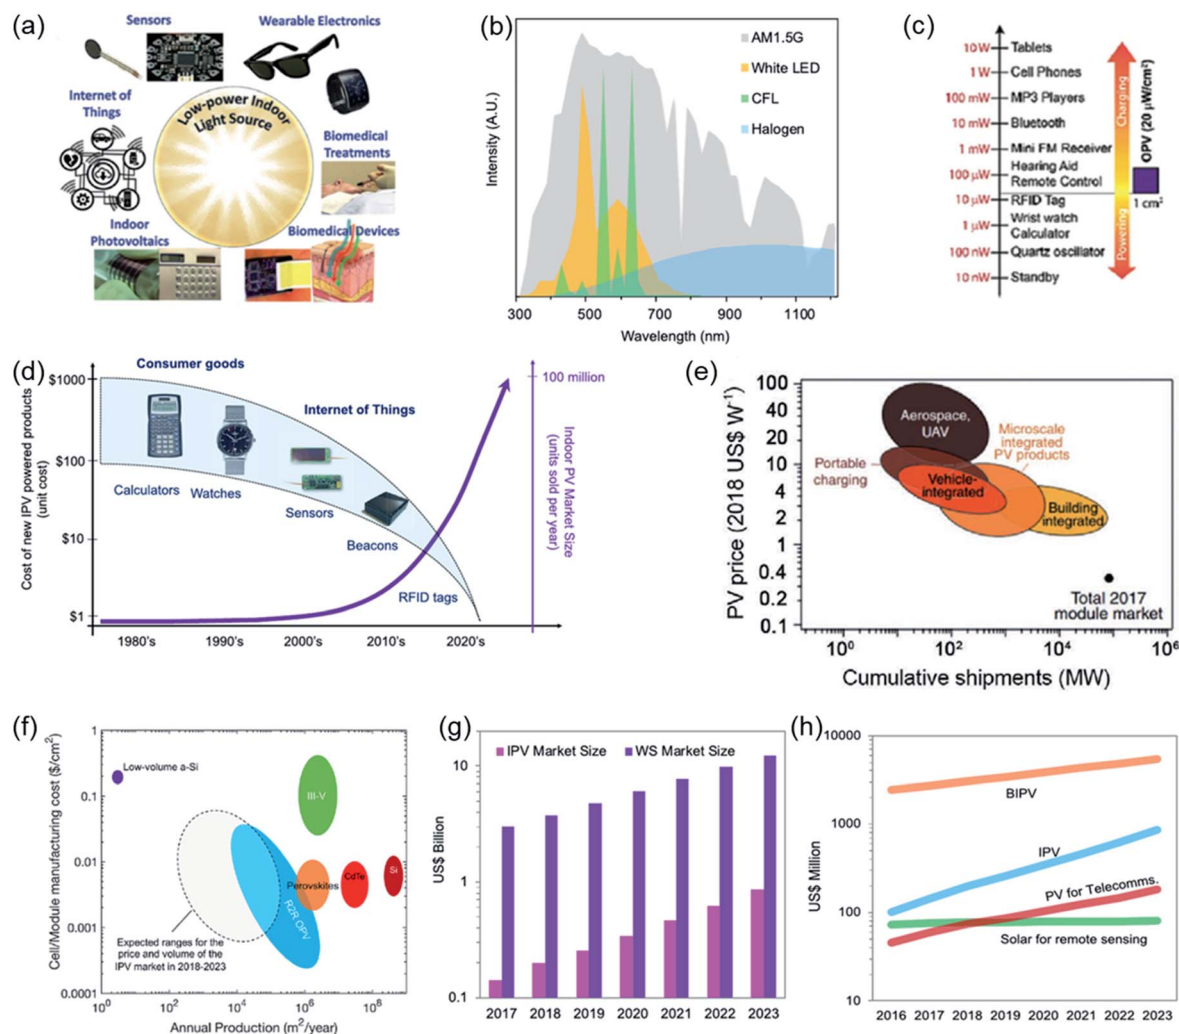 (a)
Sensors
Wearable Electronics
Low-power Indoor
Light Source
Internet of
Things
Biomedical
Treatments
Indoor
Photovoltaics
Biomedical Devices
(b)
Intensity (A.U.)
AM1.5G
White LED
CFL
Halogen
300
500
700
900
1100
Wavelength (nm)
(c)
10W Tablets
1W Cell Phones
100 mW MP3 Players
10 mW Bluetooth
1 mW Mini FM Receiver
100 μW Hearing Aid
Remote Control
10 μW RFID Tag
1 μW Wrist watch
Calculator
100 nW Quartz oscillator
10 nW Standby
Charging
Powering
OPV (20 μW/cm²)
1 cm²
(d)
Consumer goods
$1000
$100
$10
$1
Cost of new IPV powered products
(unit cost)
Internet of Things
Calculators
Watches
Sensors
Beacons
RFID tags
1980's
1990's
2000's
2010's
2020's
100 million
Indoor PV Market Size
(units sold per year)
(e)
PV price (2018 US$ W⁻¹)
100
40
20
10
4
2
1
0.4
0.2
0.1
Aerospace,
UAV
Portable
charging
Vehicle-
integrated
Microscale
integrated
PV products
Building
integrated
Total 2017
module market
10⁰
10²
10⁴
10⁶
Cumulative shipments (MW)
(f)
Cell/Module manufacturing cost ($/cm²)
1
0.1
0.01
0.001
0.0001
Low-volume a-Si
III-V
Perovskites
CdTe
Si
R2R OPV
Expected ranges for the
price and volume of the
IPV market in 2018-2023
1
10²
10⁴
10⁶
10⁸
Annual Production (m²/year)
(g)
IPV Market Size
WS Market Size
US$ Billion
10
1
0.1
2017 2018 2019 2020 2021 2022 2023
(h)
US$ Million
10000
1000
100
10
BIPV
IPV
PV for Telecomms.
Solar for remote sensing
2016 2017 2018 2019 2020 2021 2022 2023